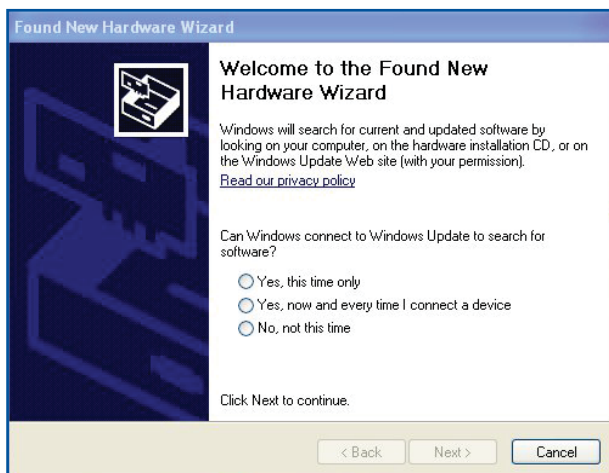 Found New Hardware Wizard
Welcome to the Found New
Hardware Wizard
Windows will search for current and updated software by
looking on your computer, on the hardware installation CD, or on
the Windows Update Web site (with your permission).
Read our privacy policy
Can Windows connect to Windows Update to search for
software?
Yes, this time only
Yes, now and every time I connect a device
No, not this time
Click Next to continue.
< Back Next > Cancel